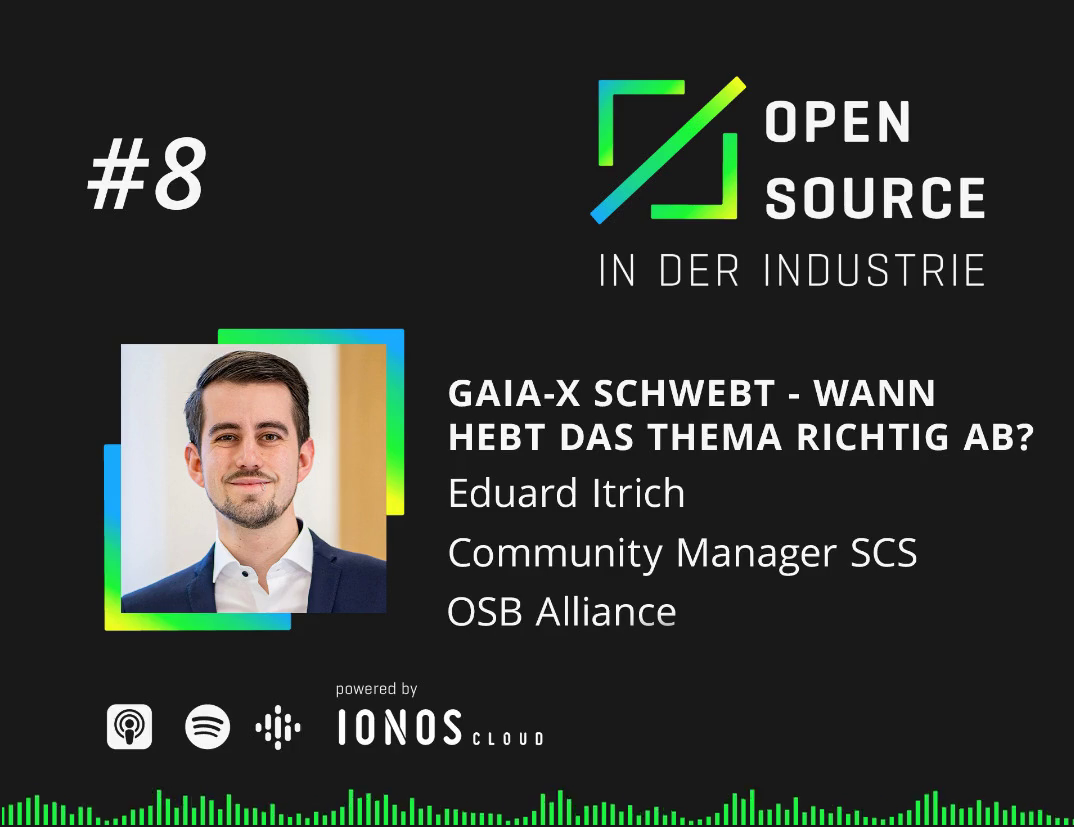 #8
OPEN
SOURCE
IN DER INDUSTRIE
GAIA-X SCHWEBT - WANN
HEBT DAS THEMA RICHTIG AB?
Eduard Itrich
Community Manager SCS
OSB Alliance
powered by
IONOS CLOUD